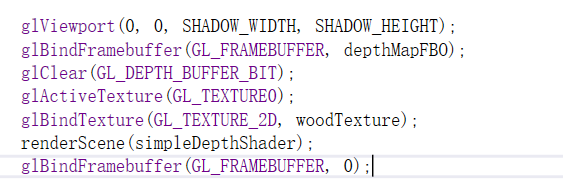 glViewport(0, 0, SHADOW_WIDTH, SHADOW_HEIGHT);
glBindFramebuffer(GL_FRAMEBUFFER, depthMapFBO);
glClear(GL_DEPTH_BUFFER_BIT);
glActiveTexture(GL_TEXTURE0);
glBindTexture(GL_TEXTURE_2D, woodTexture);
renderScene(simpleDepthShader);
glBindFramebuffer(GL_FRAMEBUFFER, 0);